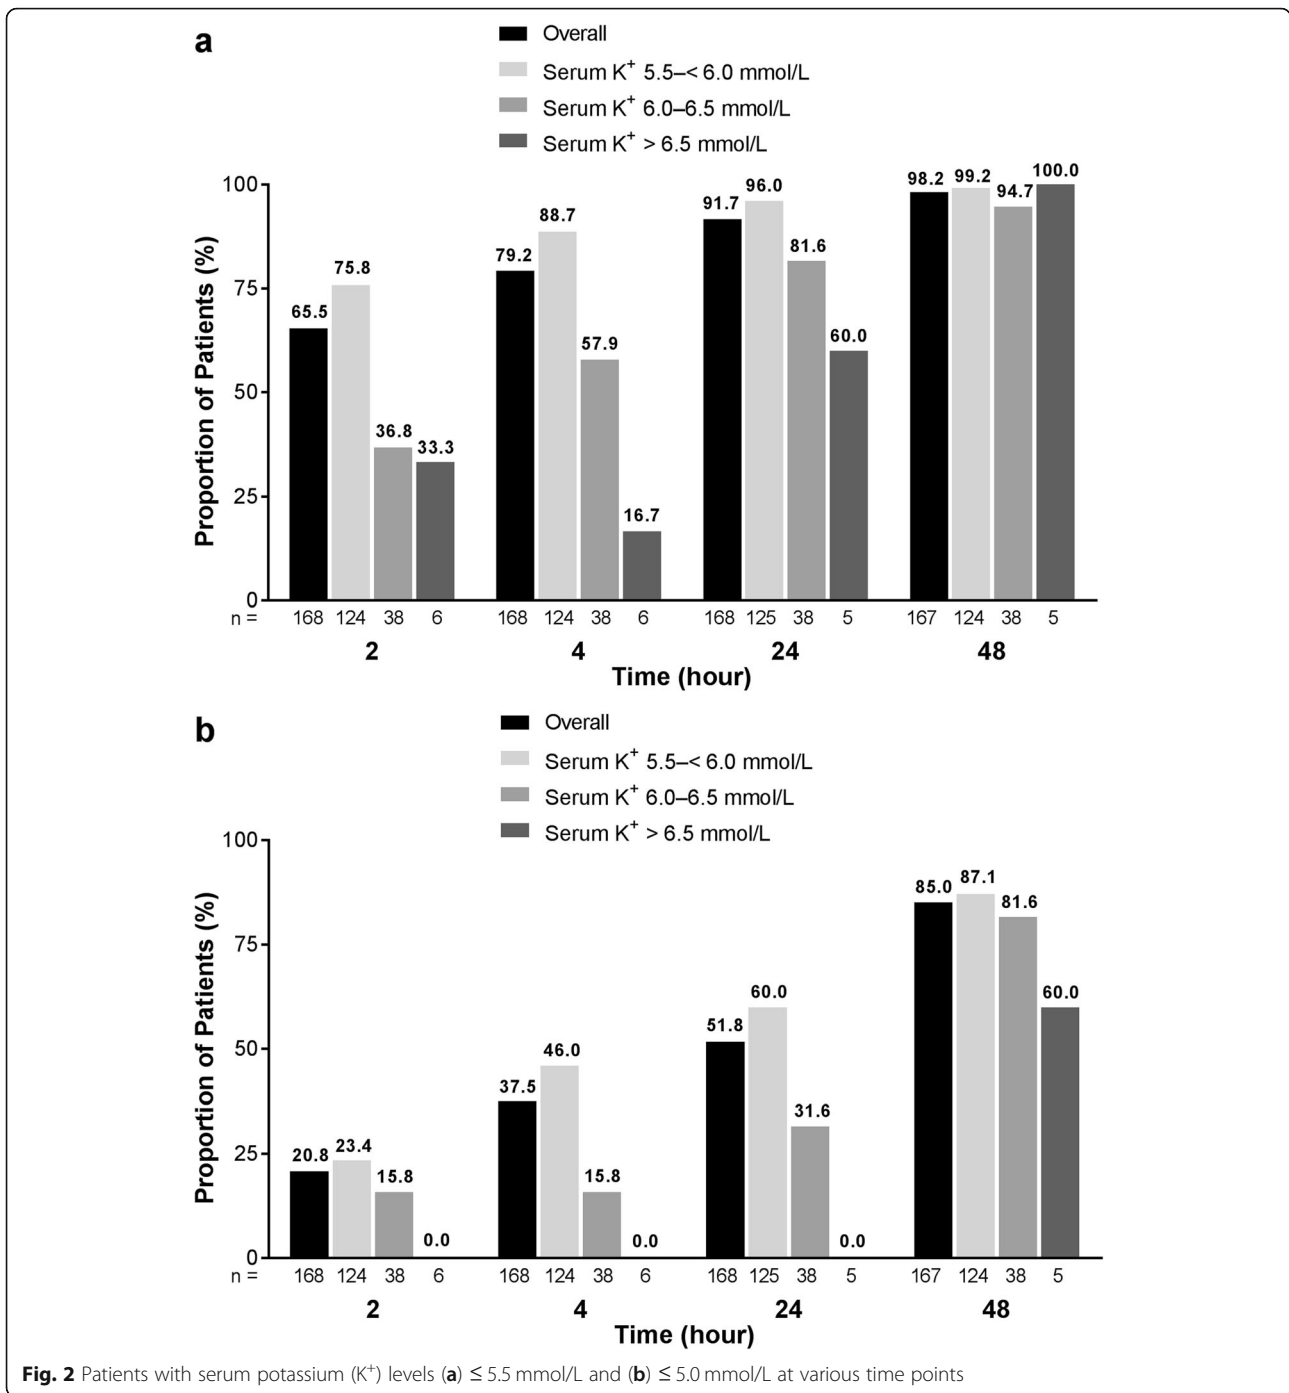 a
Overall
Serum K+ 5.5–< 6.0 mmol/L
Serum K+ 6.0–6.5 mmol/L
Serum K+ > 6.5 mmol/L
Proportion of Patients (%)
100
75
50
25
0
65.5 75.8 36.8 33.3 79.2 88.7 57.9 16.7 91.7 96.0 81.6 60.0 98.2 99.2 94.7 100.0
n = 168 124 38 6 168 124 38 6 168 125 38 5 167 124 38 5
2 4 24 48
Time (hour)
b
Overall
Serum K+ 5.5–< 6.0 mmol/L
Serum K+ 6.0–6.5 mmol/L
Serum K+ > 6.5 mmol/L
Proportion of Patients (%)
100
75
50
25
0
20.8 23.4 15.8 0.0 37.5 46.0 15.8 0.0 51.8 60.0 31.6 0.0 85.0 87.1 81.6 60.0
n = 168 124 38 6 168 124 38 6 168 125 38 5 167 124 38 5
2 4 24 48
Time (hour)
Fig. 2 Patients with serum potassium (K+) levels (a) ≤ 5.5 mmol/L and (b) ≤ 5.0 mmol/L at various time points